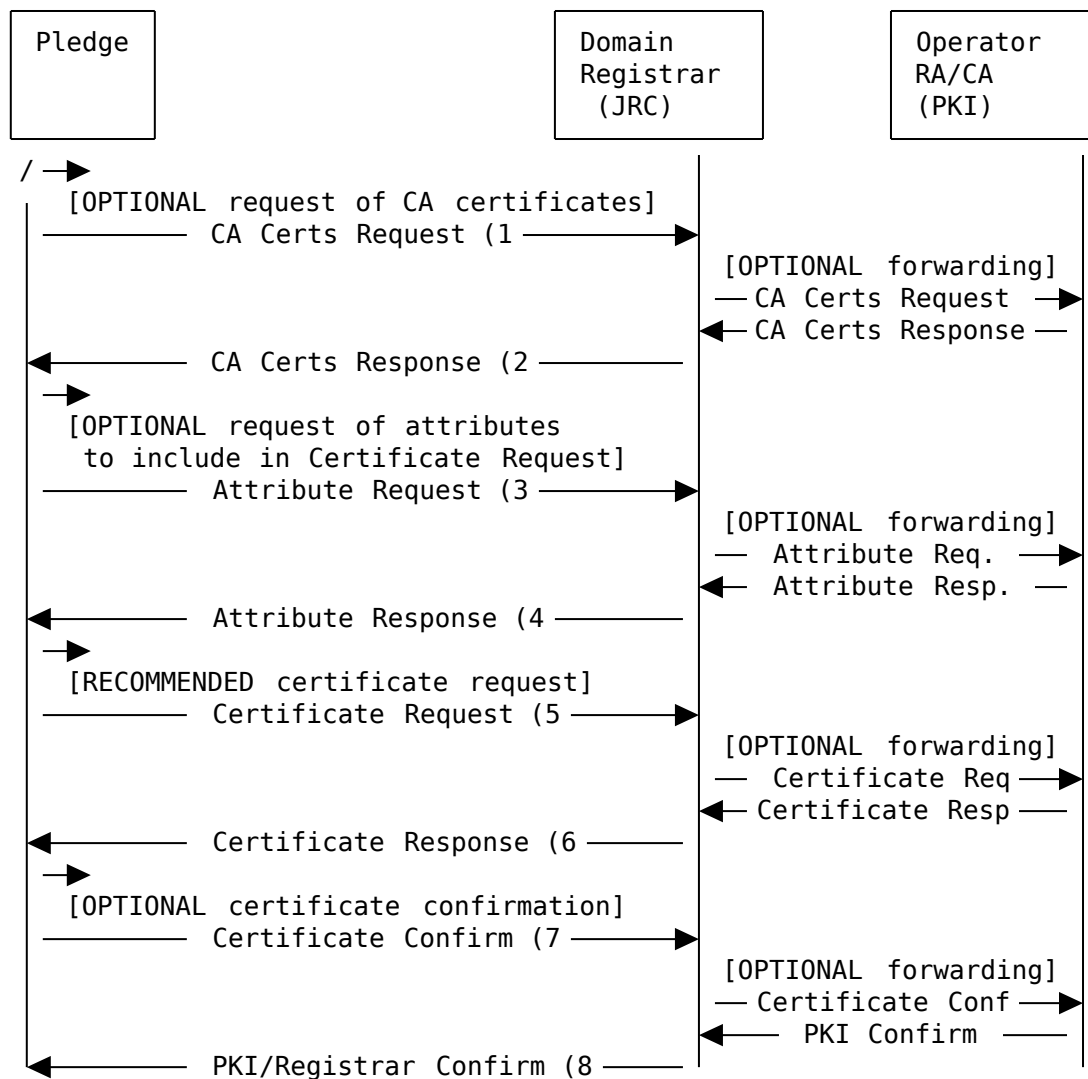 Pledge
Domain
Registrar
(JRC)
Operator
RA/CA
(PKI)
/
[OPTIONAL request of CA certificates]
CA Certs Request (1
[OPTIONAL forwarding]
CA Certs Request
CA Certs Response
CA Certs Response (2
[OPTIONAL request of attributes
to include in Certificate Request]
Attribute Request (3
[OPTIONAL forwarding]
Attribute Req.
Attribute Resp.
Attribute Response (4
[RECOMMENDED certificate request]
Certificate Request (5
[OPTIONAL forwarding]
Certificate Req
Certificate Resp
Certificate Response (6
[OPTIONAL certificate confirmation]
Certificate Confirm (7
[OPTIONAL forwarding]
Certificate Conf
PKI Confirm
PKI/Registrar Confirm (8